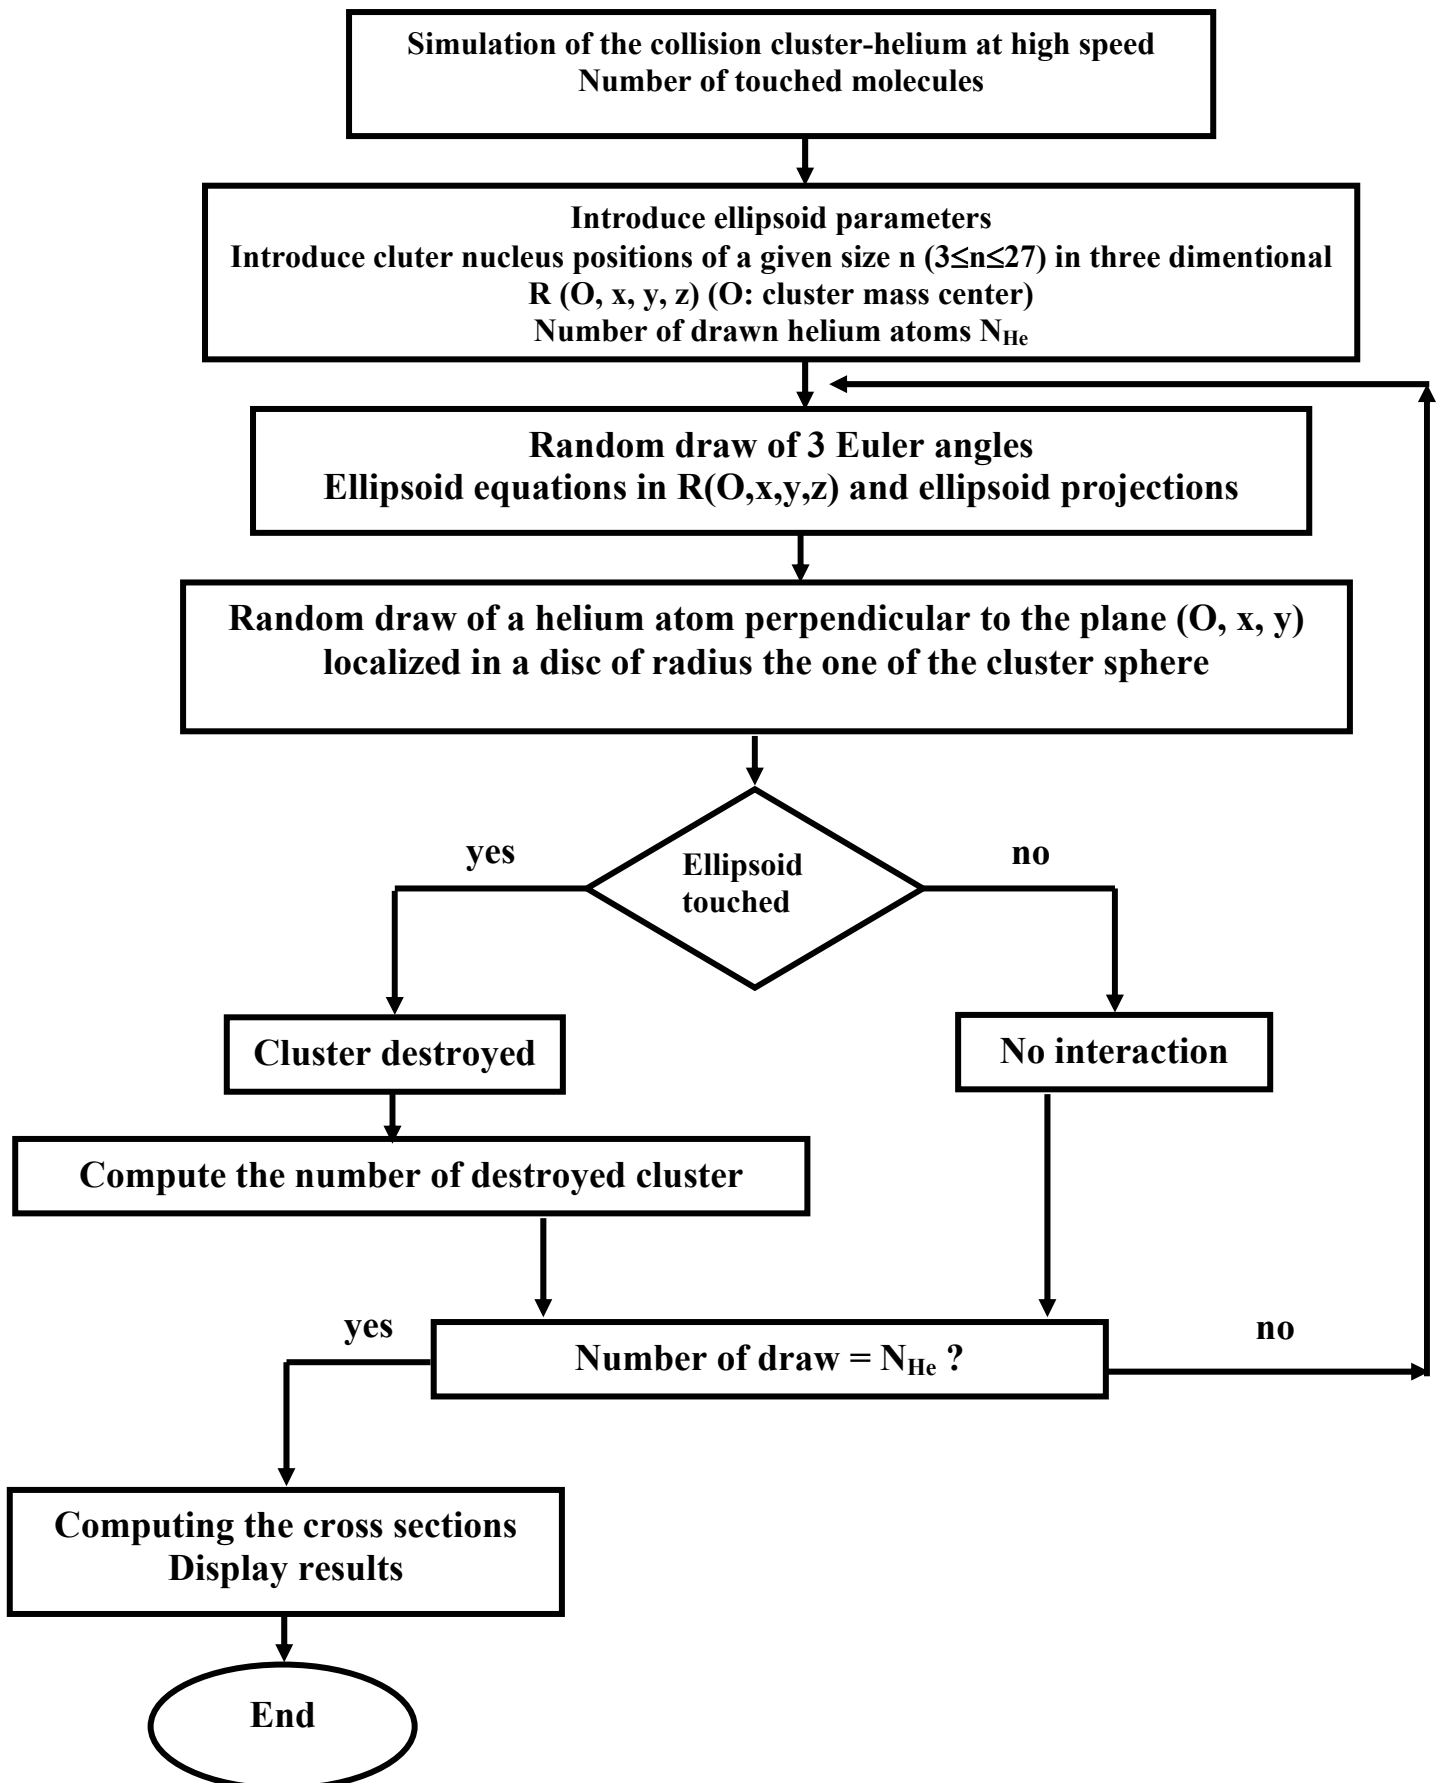 Simulation of the collision cluster-helium at high speed
Number of touched molecules
Introduce ellipsoid parameters
Introduce cluter nucleus positions of a given size n (3≤n≤27) in three dimentional
R (O, x, y, z) (O: cluster mass center)
Number of drawn helium atoms N_He
Random draw of 3 Euler angles
Ellipsoid equations in R(O,x,y,z) and ellipsoid projections
Random draw of a helium atom perpendicular to the plane (O, x, y)
localized in a disc of radius the one of the cluster sphere
yes
Ellipsoid
touched
no
Cluster destroyed
No interaction
Compute the number of destroyed cluster
yes
Number of draw = N_He ?
no
Computing the cross sections
Display results
End